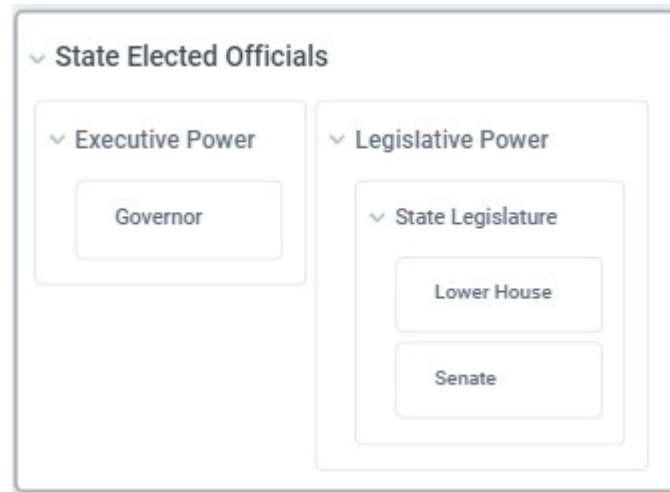 State Elected Officials
Executive Power
Governor
Legislative Power
State Legislature
Lower House
Senate